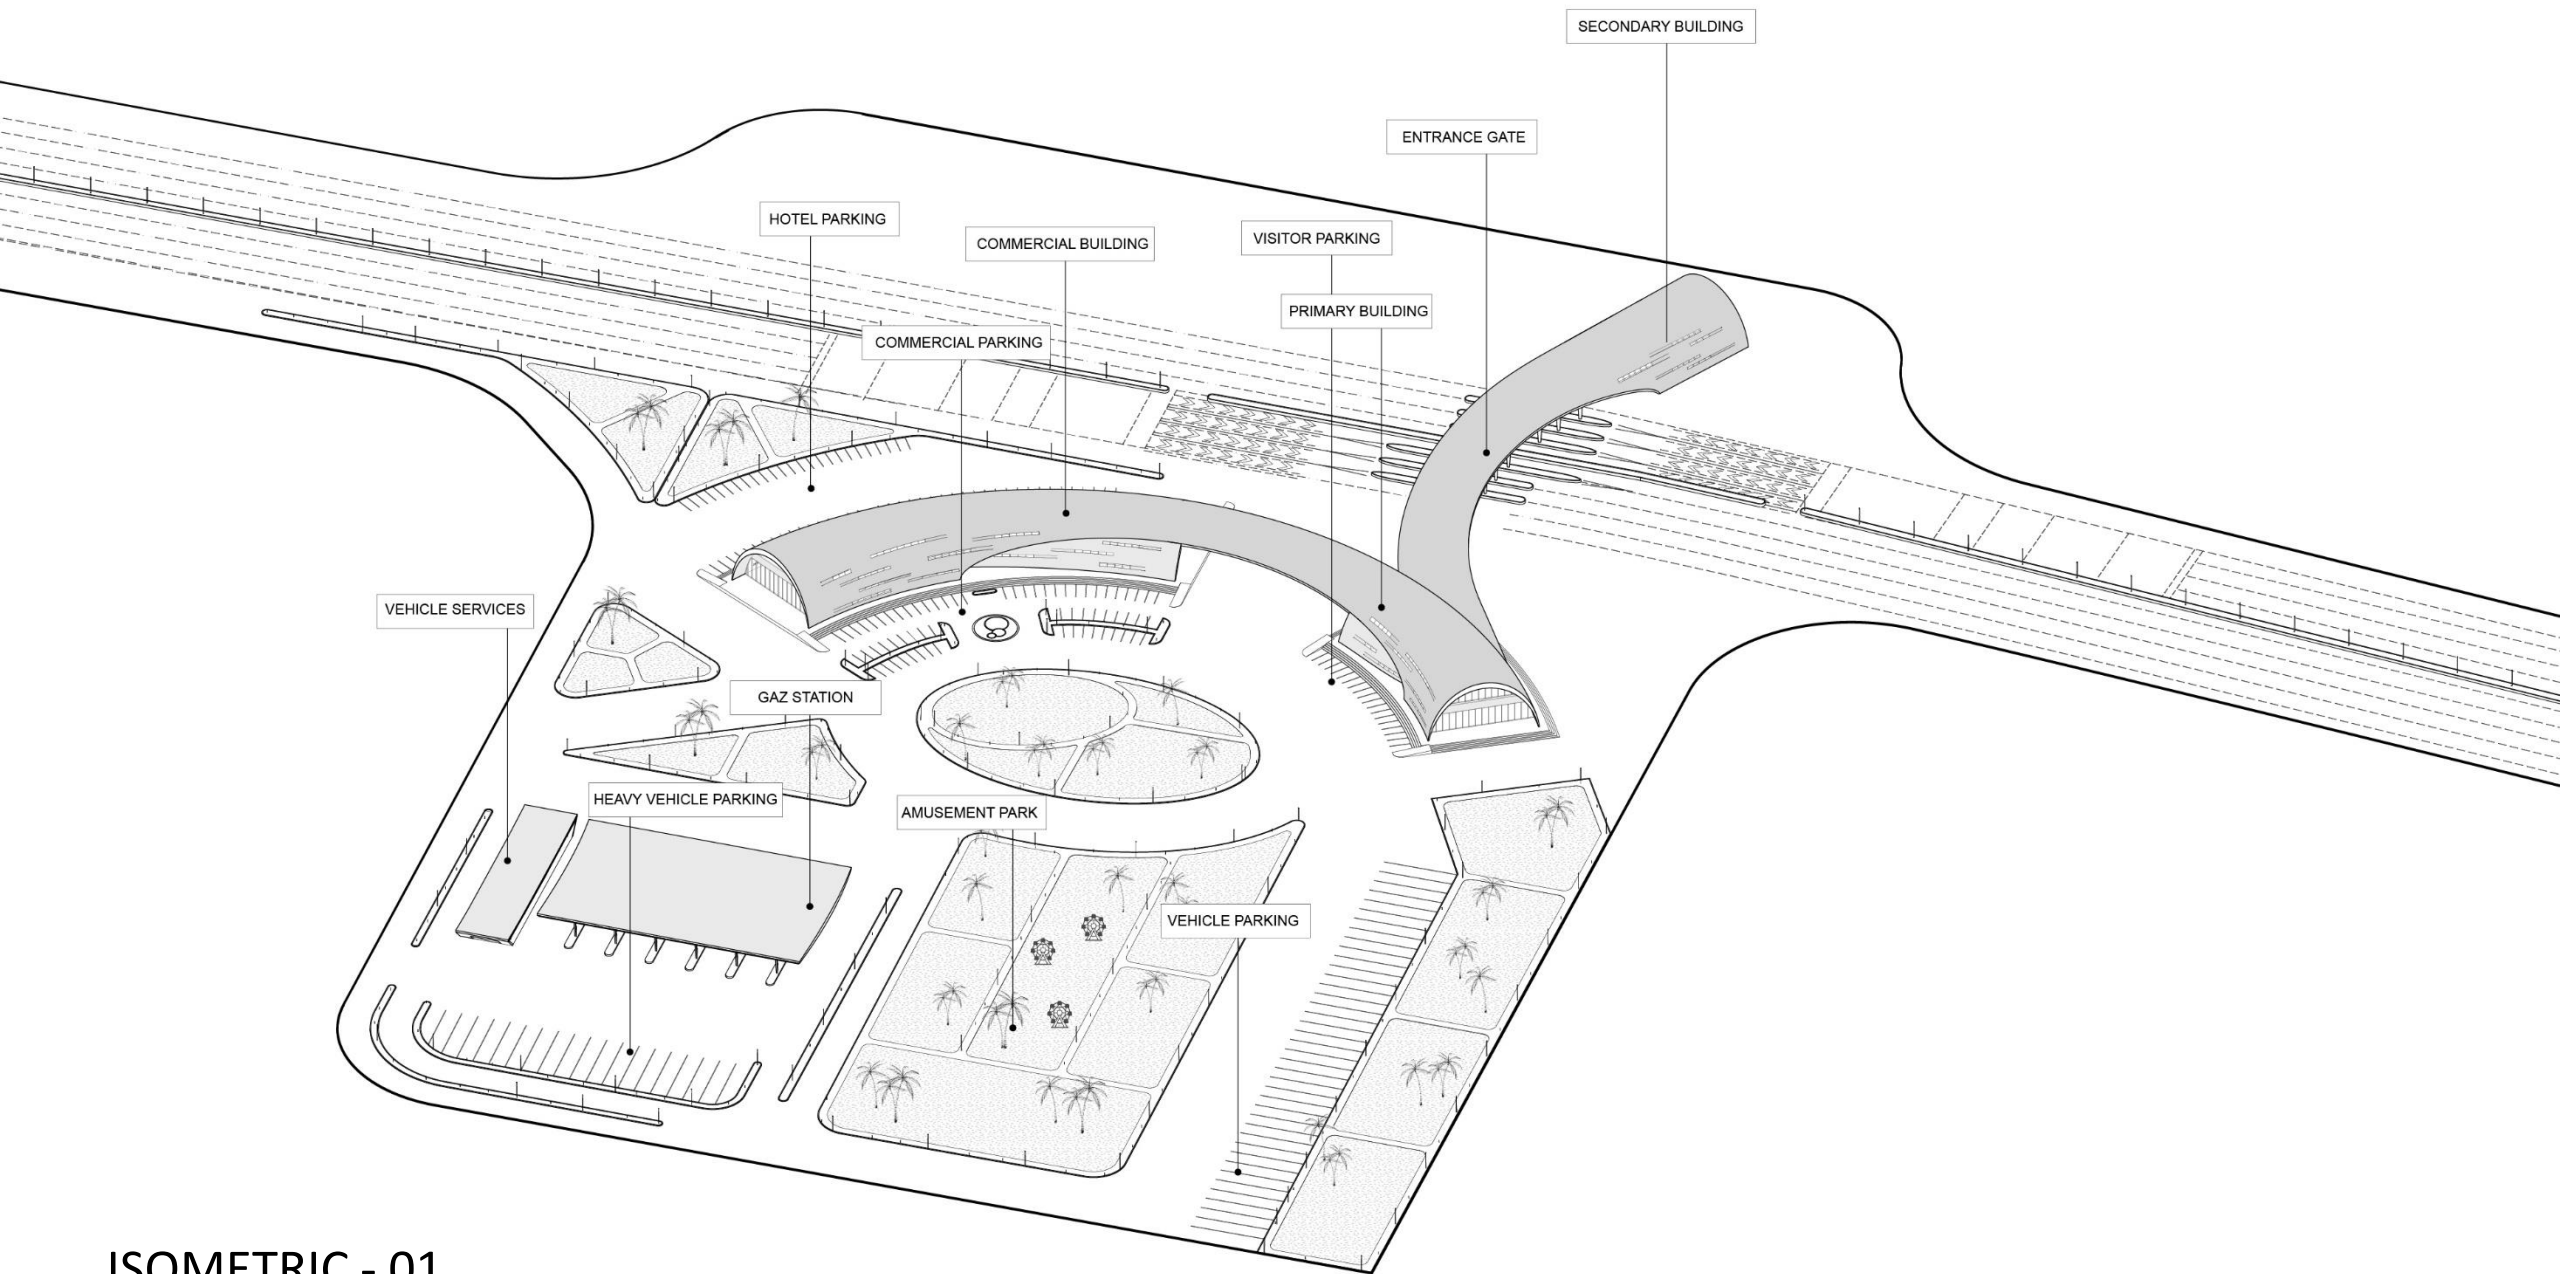 SECONDARY BUILDING
ENTRANCE GATE
HOTEL PARKING
COMMERCIAL BUILDING
VISITOR PARKING
PRIMARY BUILDING
COMMERCIAL PARKING
VEHICLE SERVICES
GAZ STATION
HEAVY VEHICLE PARKING
AMUSEMENT PARK
VEHICLE PARKING
ISOMETRIC - 01